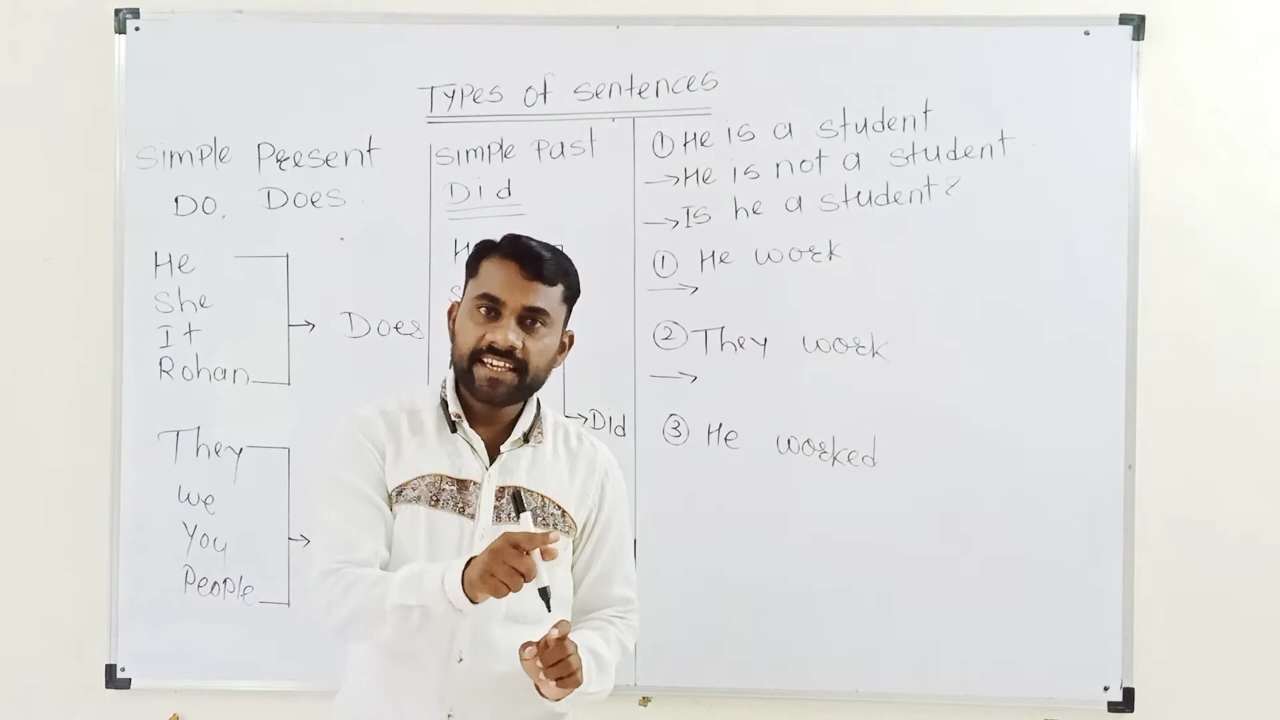 Types of sentences
Simple Present
Do, Does
He
She
It
Rohan
Does
They
We
You
People
Simple Past
Did
Did
① He is a student
→ He is not a student
→ Is he a student?
① He work
→
② They work
→
③ He worked